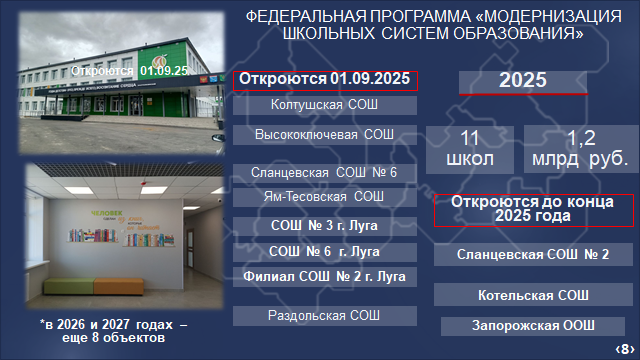 ФЕДЕРАЛЬНАЯ ПРОГРАММА «МОДЕРНИЗАЦИЯ
ШКОЛЬНЫХ СИСТЕМ ОБРАЗОВАНИЯ»
Откроются 01.09.25
Откроются 01.09.2025
Колтушская СОШ
Высокоключевая СОШ
Сланцевская СОШ № 6
Ям-Тесовская СОШ
СОШ № 3 г. Луга
СОШ № 6 г. Луга
Филиал СОШ № 2 г. Луга
Раздольская СОШ
2025
11
школ
1,2
млрд руб.
Откроются до конца
2025 года
Сланцевская СОШ № 2
Котельская СОШ
Запорожская ООШ
ЧЕЛОВЕК
*в 2026 и 2027 годах –
еще 8 объектов
‹8›